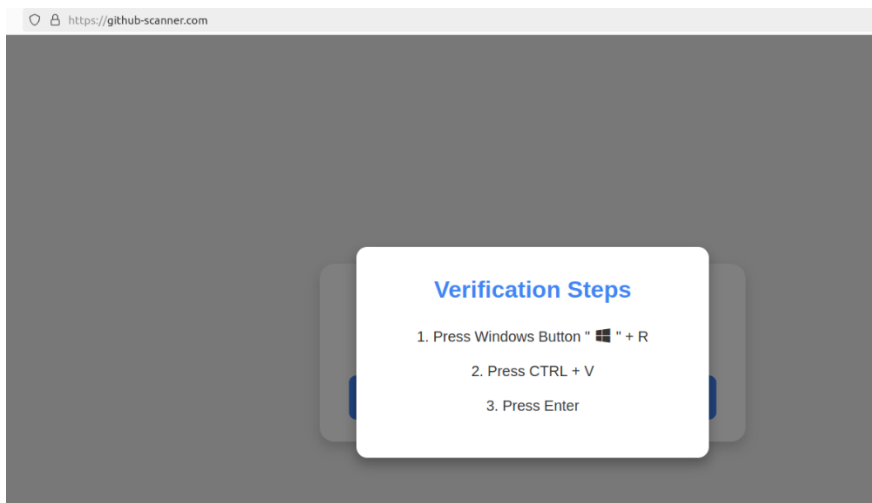 https://github-scanner.com
Verification Steps
1. Press Windows Button " " + R
2. Press CTRL + V
3. Press Enter